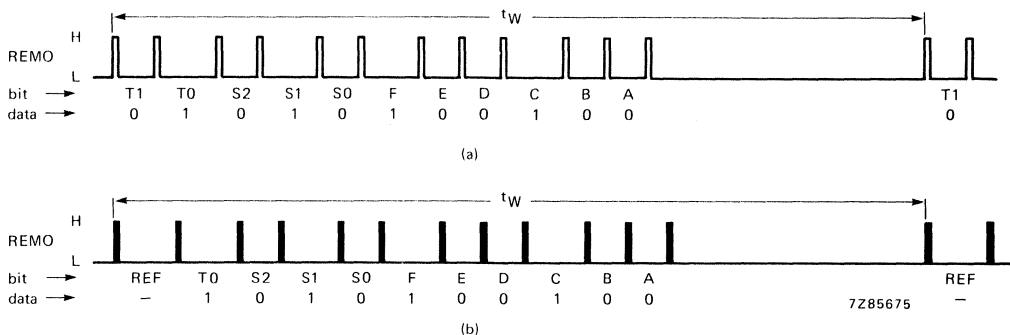 tW
H
REMO
L
bit T1 T0 S2 S1 S0 F E D C B A T1
data 0 1 0 1 0 1 0 0 1 0 0 0
(a)
tW
H
REMO
L
bit REF T0 S2 S1 S0 F E D C B A REF
data – 1 0 1 0 1 0 0 1 0 0 –
7Z85675
(b)